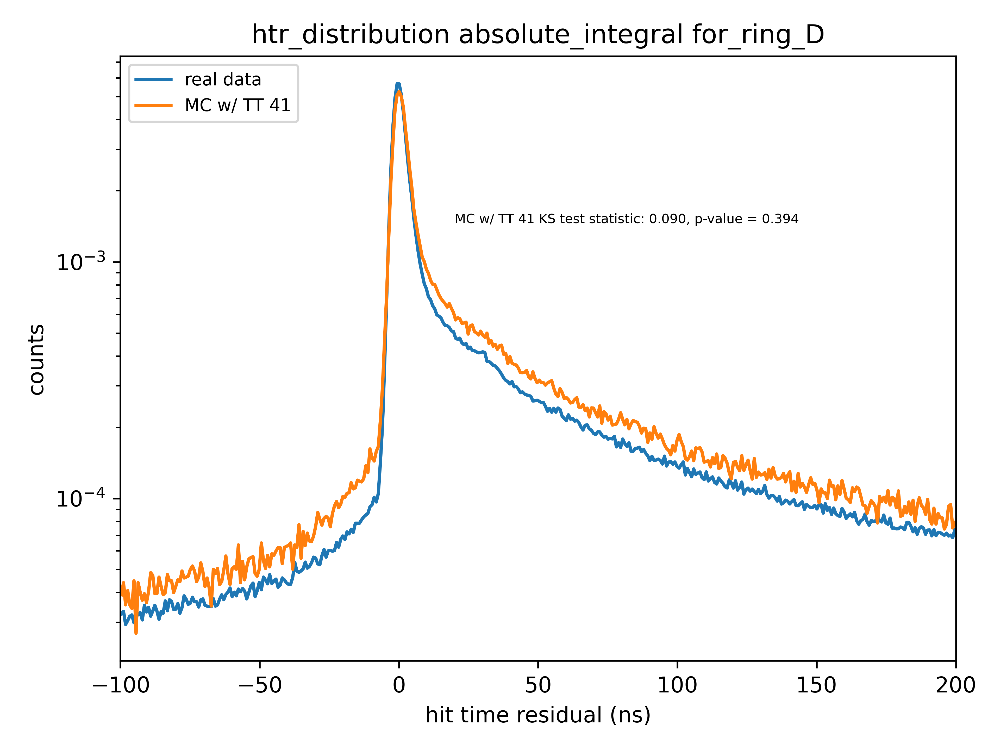 htr_distribution absolute_integral for_ring_D
real data
MC w/ TT 41
MC w/ TT 41 KS test statistic: 0.090, p-value = 0.394
10⁻³
10⁻⁴
counts
−100 −50 0 50 100 150 200
hit time residual (ns)